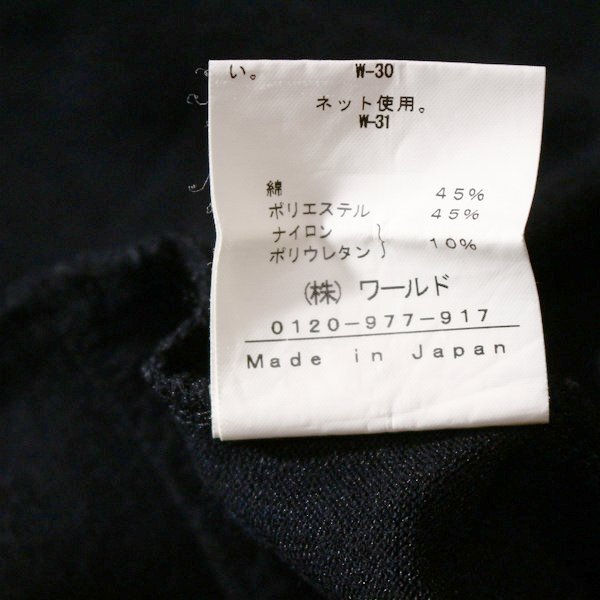 い。 W-30
ネット使用。
W-31
綿 45%
ポリエステル 45%
ナイロン
ポリウレタン } 10%
(株) ワールド
0120-977-917
Made in Japan